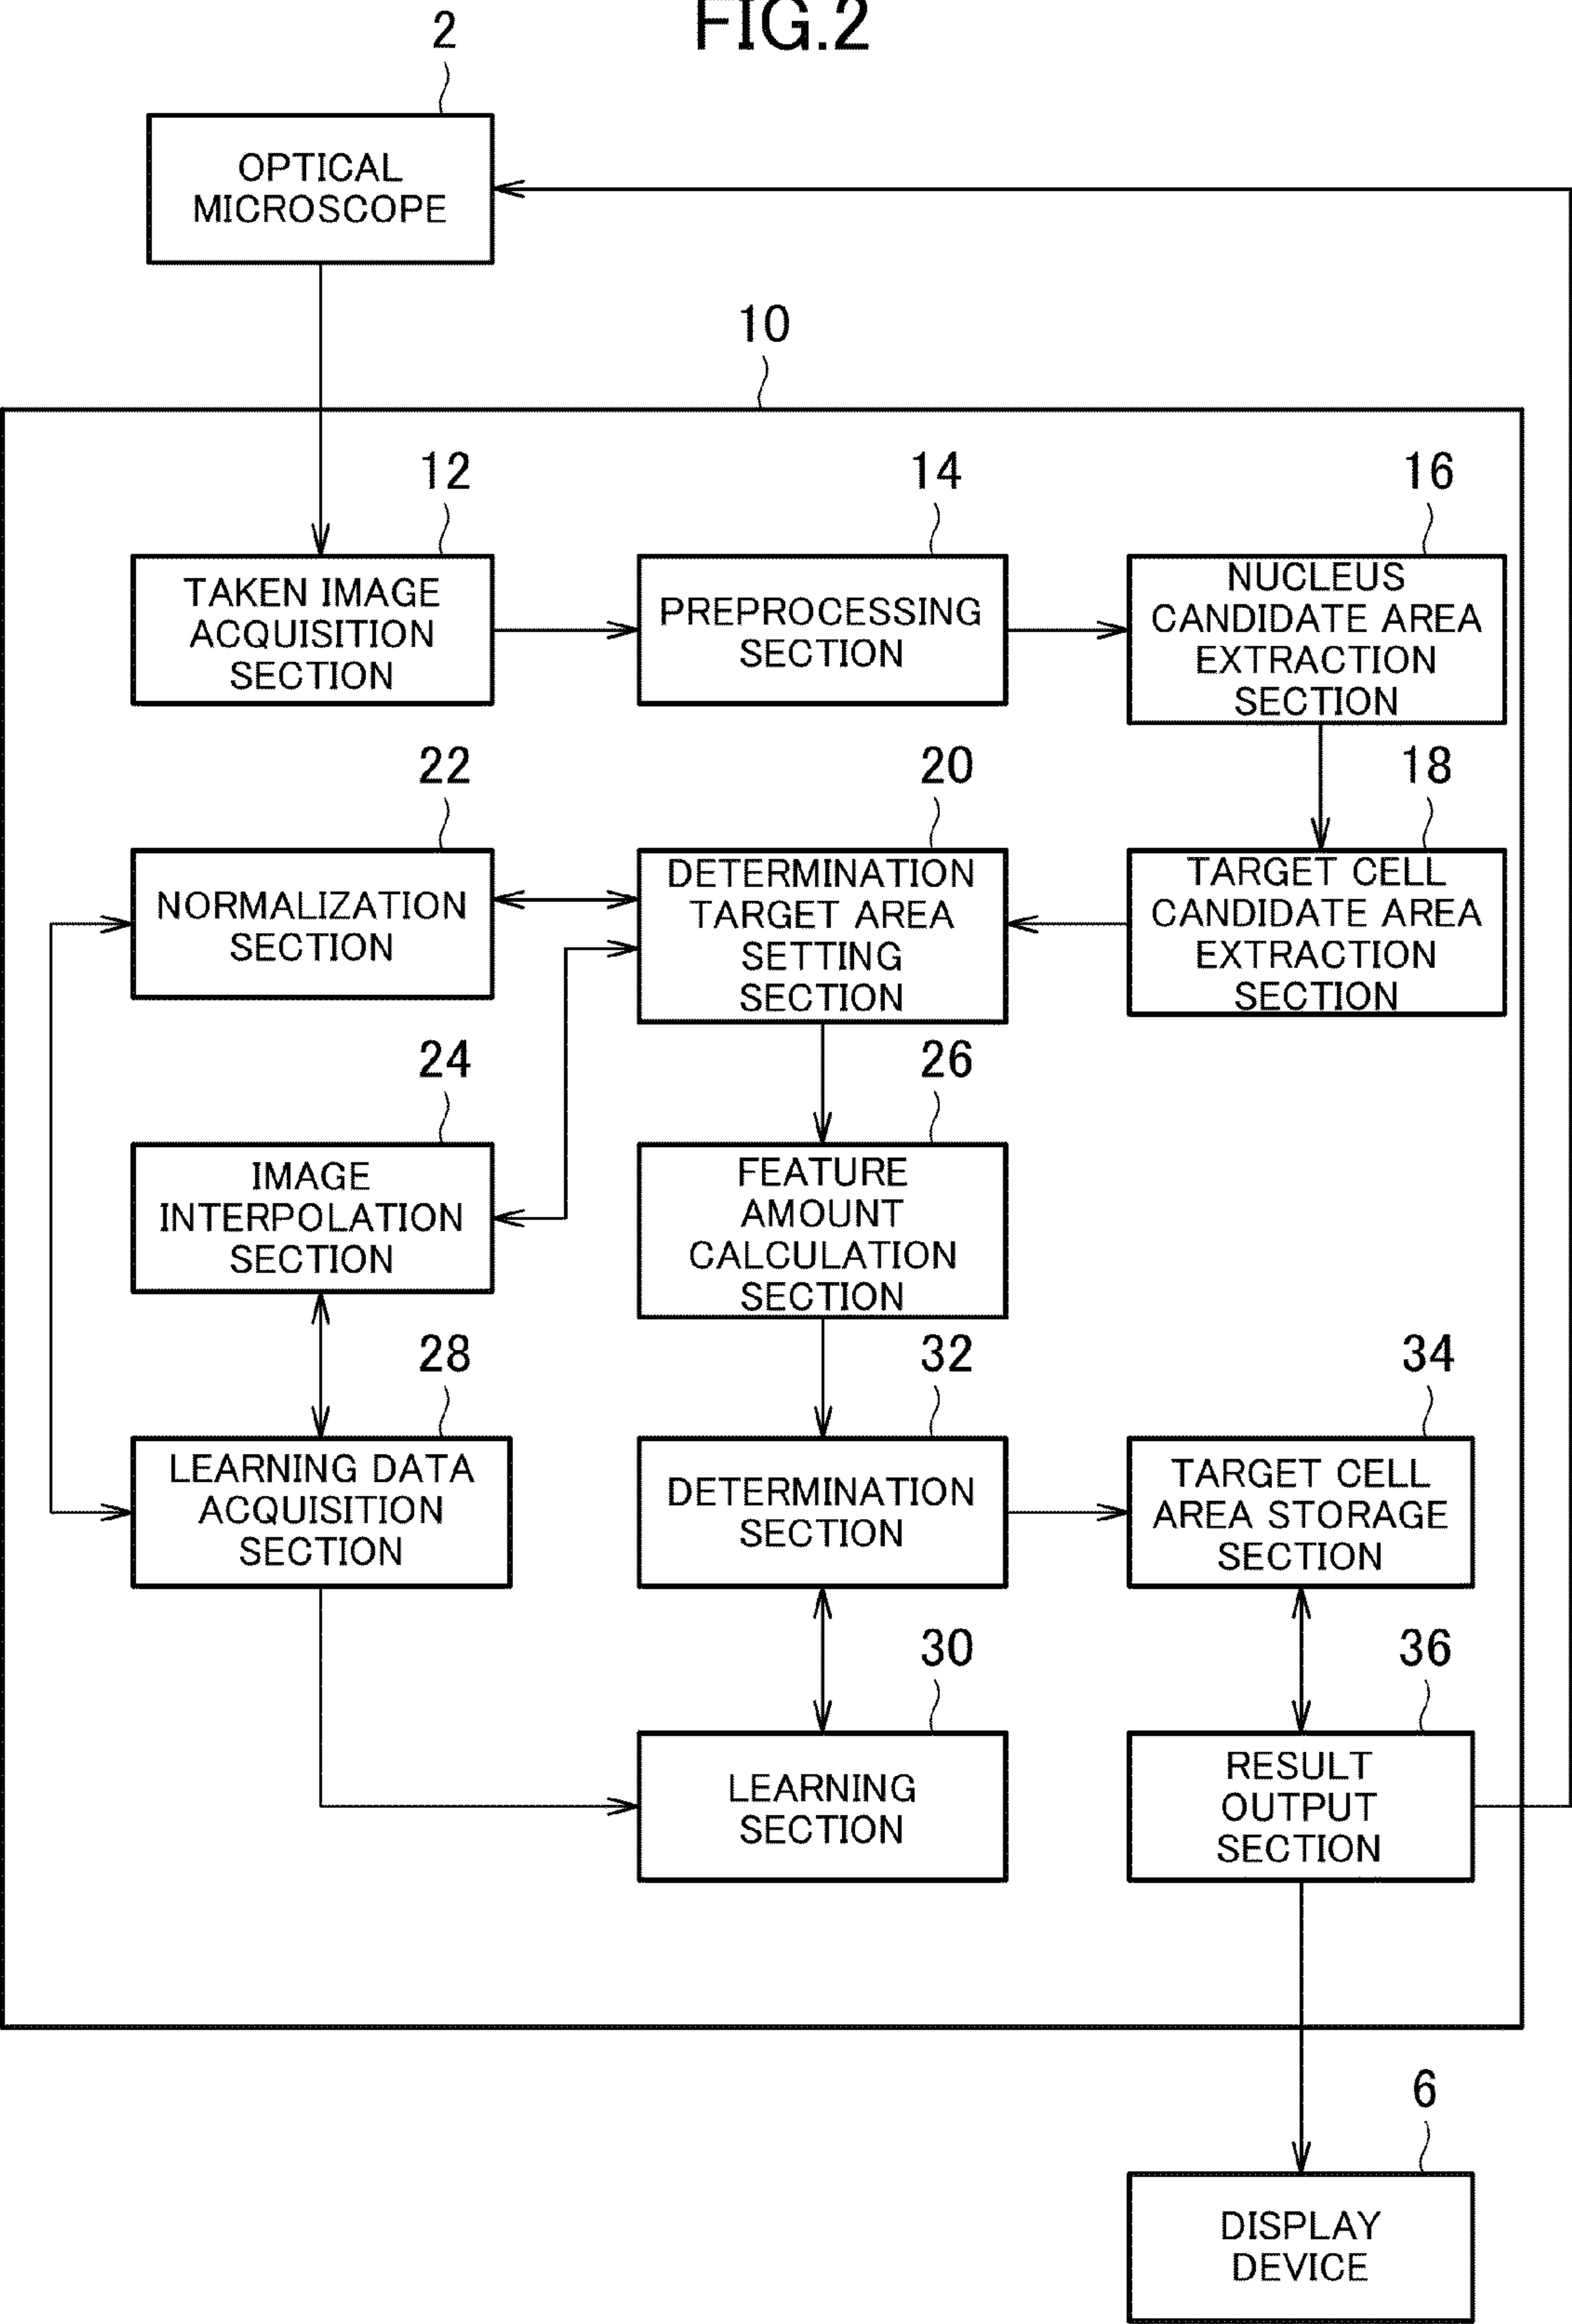 FIG.2
2
OPTICAL
MICROSCOPE
10
12
TAKEN IMAGE
ACQUISITION
SECTION
14
PREPROCESSING
SECTION
16
NUCLEUS
CANDIDATE AREA
EXTRACTION
SECTION
22
NORMALIZATION
SECTION
20
DETERMINATION
TARGET AREA
SETTING
SECTION
18
TARGET CELL
CANDIDATE AREA
EXTRACTION
SECTION
24
IMAGE
INTERPOLATION
SECTION
26
FEATURE
AMOUNT
CALCULATION
SECTION
28
LEARNING DATA
ACQUISITION
SECTION
32
DETERMINATION
SECTION
34
TARGET CELL
AREA STORAGE
SECTION
30
LEARNING
SECTION
36
RESULT
OUTPUT
SECTION
6
DISPLAY
DEVICE